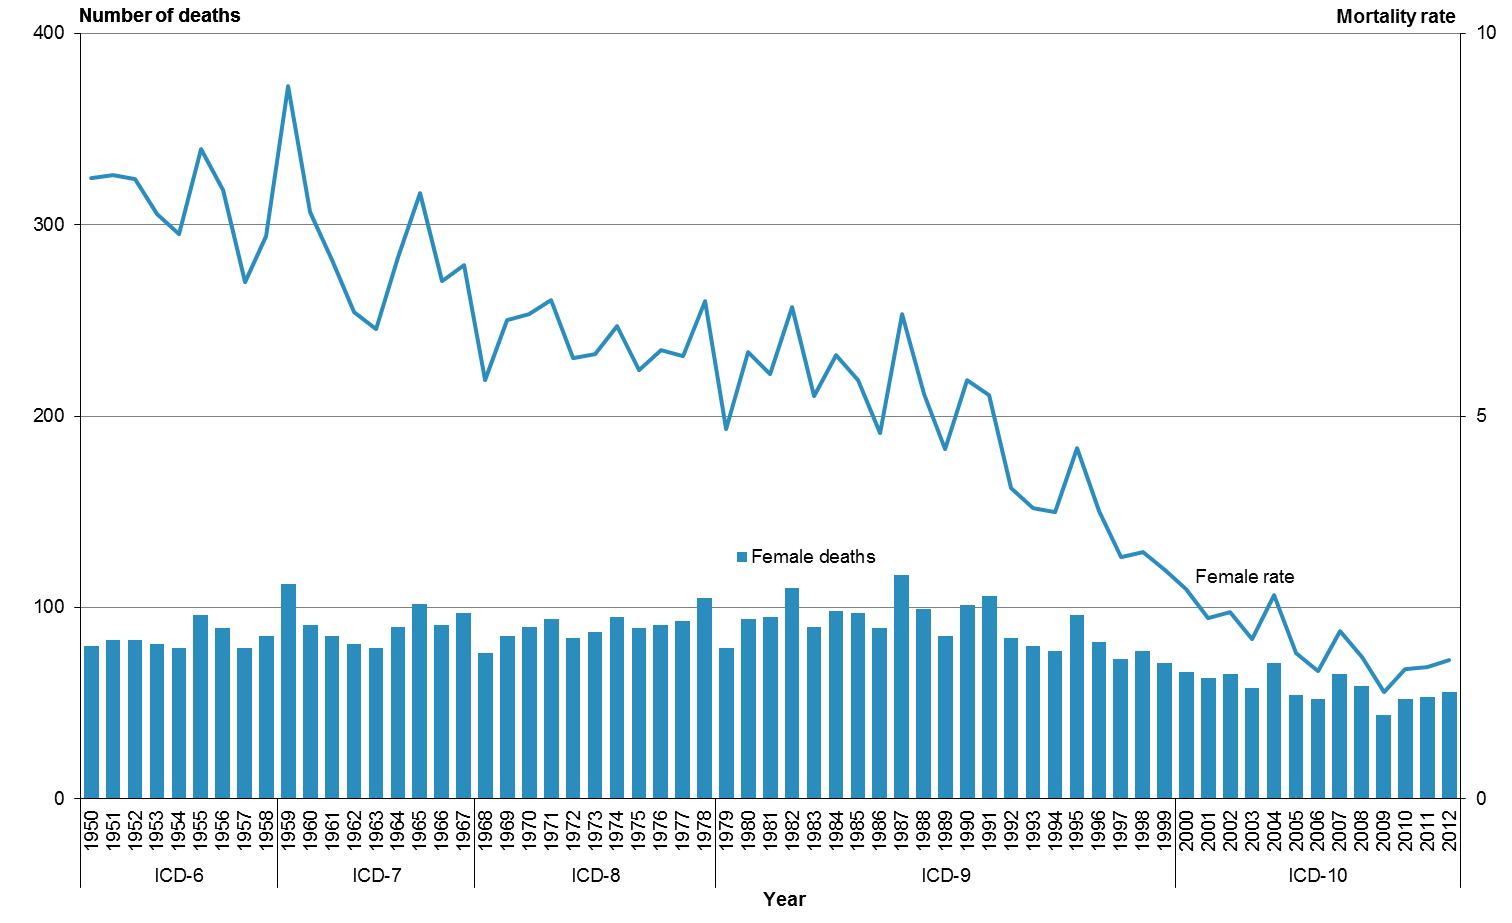 Number of deaths
Mortality rate
400
300
200
100
0
10
5
0
Female deaths
Female rate
1950 1951 1952 1953 1954 1955 1956 1957 1958 1959 1960 1961 1962 1963 1964 1965 1966 1967 1968 1969 1970 1971 1972 1973 1974 1975 1976 1977 1978 1979 1980 1981 1982 1983 1984 1985 1986 1987 1988 1989 1990 1991 1992 1993 1994 1995 1996 1997 1998 1999 2000 2001 2002 2003 2004 2005 2006 2007 2008 2009 2010 2011 2012
ICD-6 ICD-7 ICD-8 ICD-9 ICD-10
Year